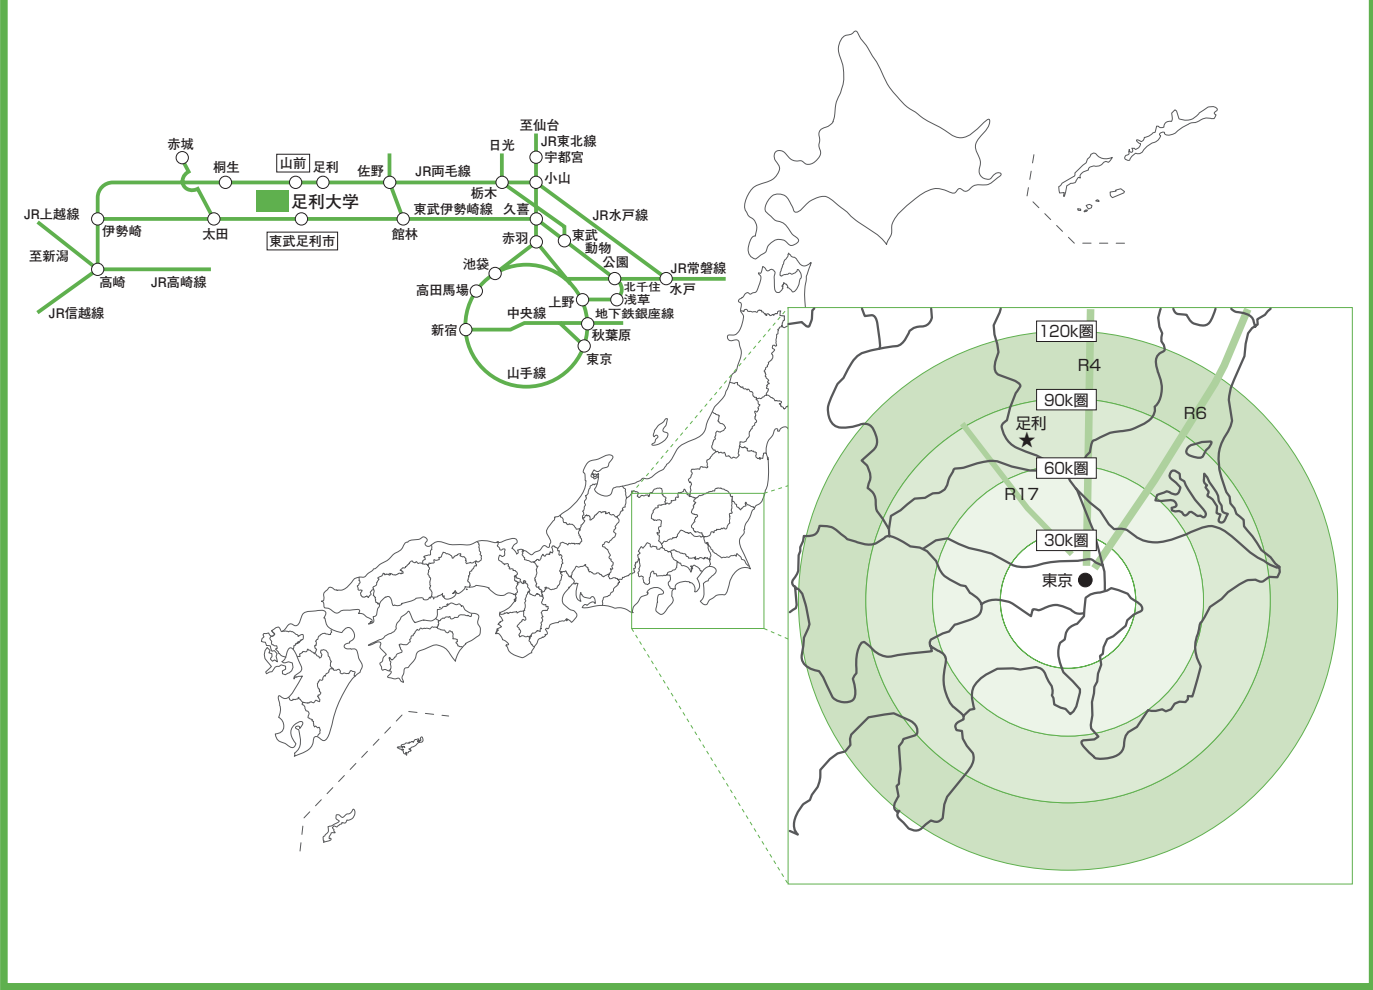 至仙台
JR東北線
赤城
日光
宇都宮
桐生
山前
足利
佐野
JR両毛線
小山
栃木
足利大学
JR上越線
伊勢崎
太田
東武足利市
館林
東武伊勢崎線
久喜
JR水戸線
赤羽
東武
動物
公園
至新潟
高崎
JR高崎線
池袋
JR常磐線
水戸
北千住
高田馬場
上野
浅草
JR信越線
中央線
地下鉄銀座線
新宿
秋葉原
東京
山手線
120k圏
R4
90k圏
R6
足利
60k圏
R17
30k圏
東京